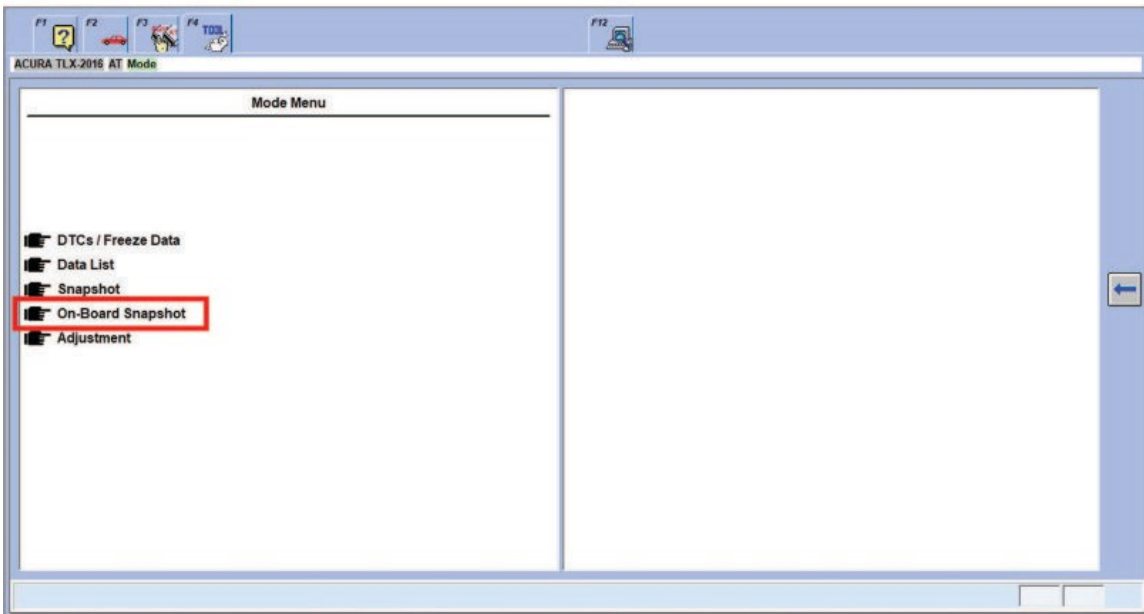 F1 F2 F3 F4 TOOL F12
ACURA TLX-2016 AT Mode
Mode Menu
DTCs / Freeze Data
Data List
Snapshot
On-Board Snapshot
Adjustment